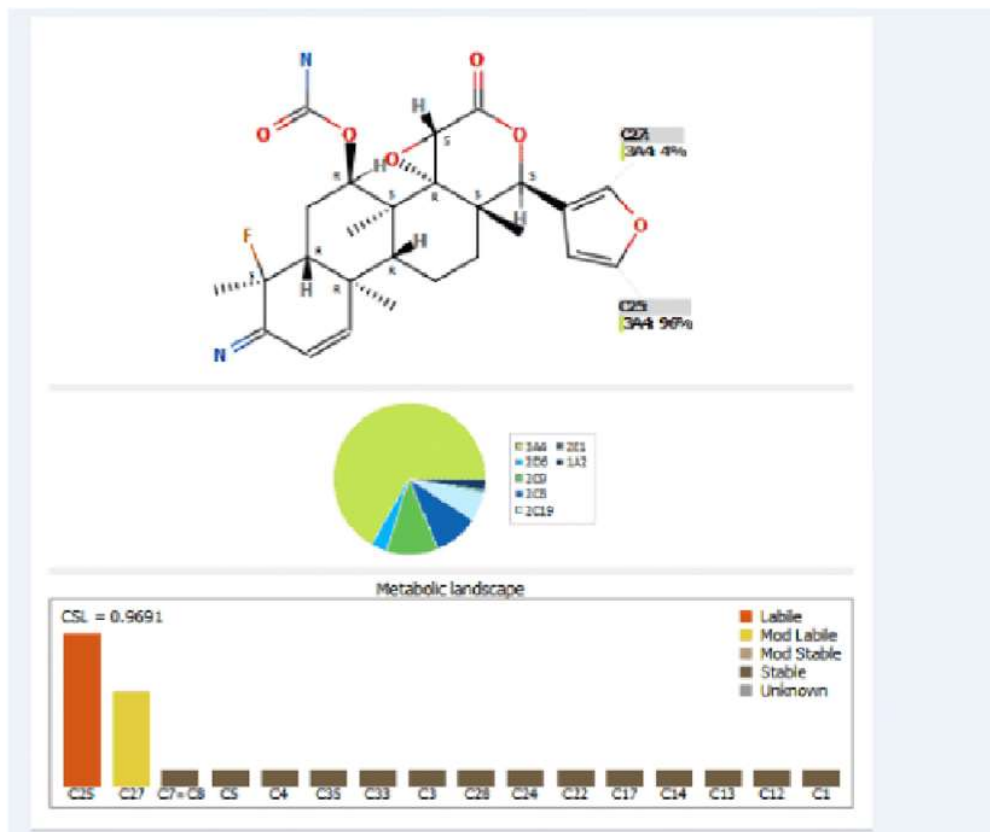 N
O
H
O
O
O
C27:
3A4: 4%
H
O
S
R
S
R
S
S
H
O
F
R
H
R
R
H
C25:
3A4: 96%
N
3A4 2E1
2D6 1A2
2C9
2C8
2C19
Metabolic landscape
CSL = 0.9691
Labile
Mod Labile
Mod Stable
Stable
Unknown
C25 C27 C7=C8 C5 C4 C35 C33 C3 C28 C24 C22 C17 C14 C13 C12 C1